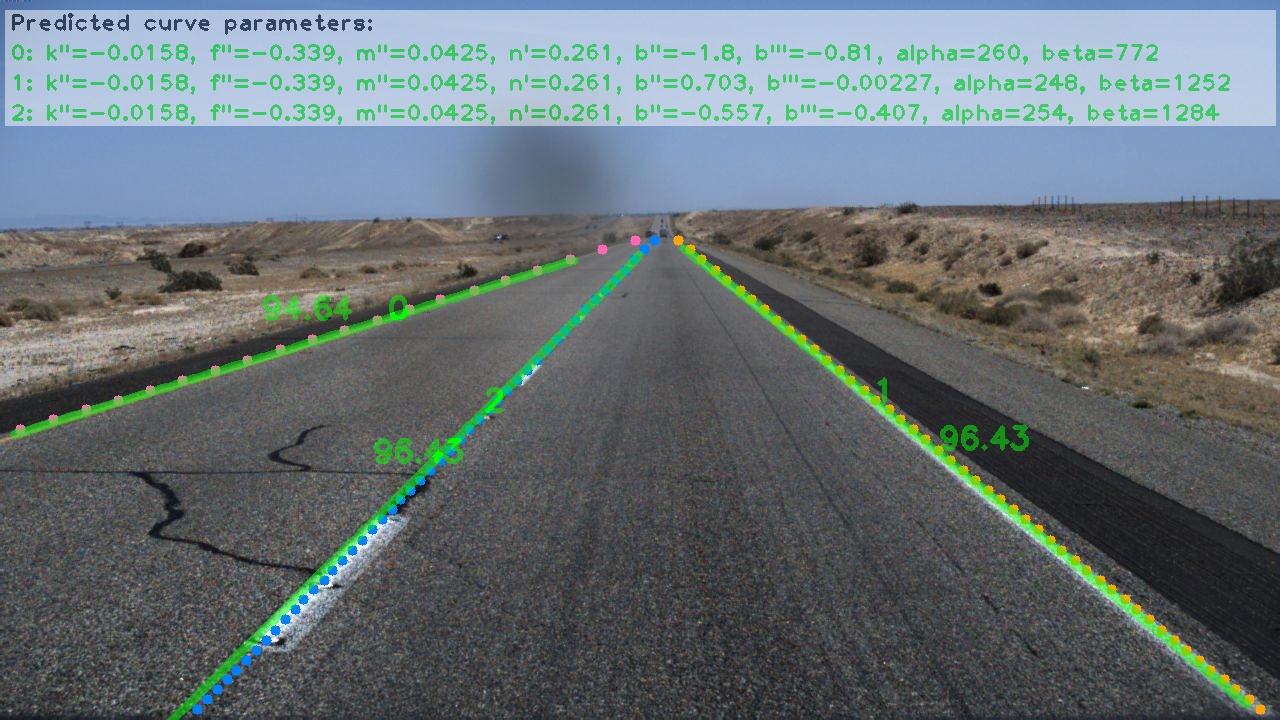 Predicted curve parameters:
0: k''=-0.0158, f''=-0.339, m''=0.0425, n'=0.261, b''=-1.8, b'''=-0.81, alpha=260, beta=772
1: k''=-0.0158, f''=-0.339, m''=0.0425, n'=0.261, b''=0.703, b'''=-0.00227, alpha=248, beta=1252
2: k''=-0.0158, f''=-0.339, m''=0.0425, n'=0.261, b''=-0.557, b'''=-0.407, alpha=254, beta=1284
94.64 0
2 1
96.43 96.43